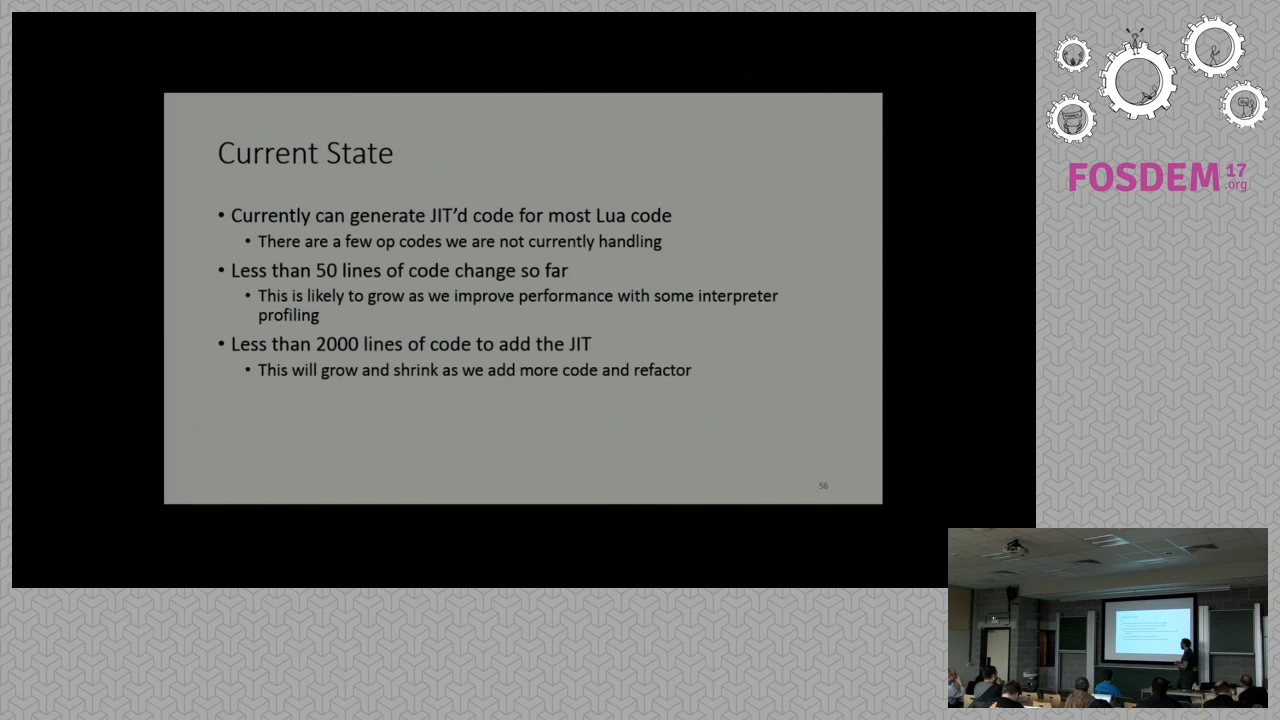 Current State
• Currently can generate JIT’d code for most Lua code
• There are a few op codes we are not currently handling
• Less than 50 lines of code change so far
• This is likely to grow as we improve performance with some interpreter
profiling
• Less than 2000 lines of code to add the JIT
• This will grow and shrink as we add more code and refactor
56
FOSDEM 17
.org